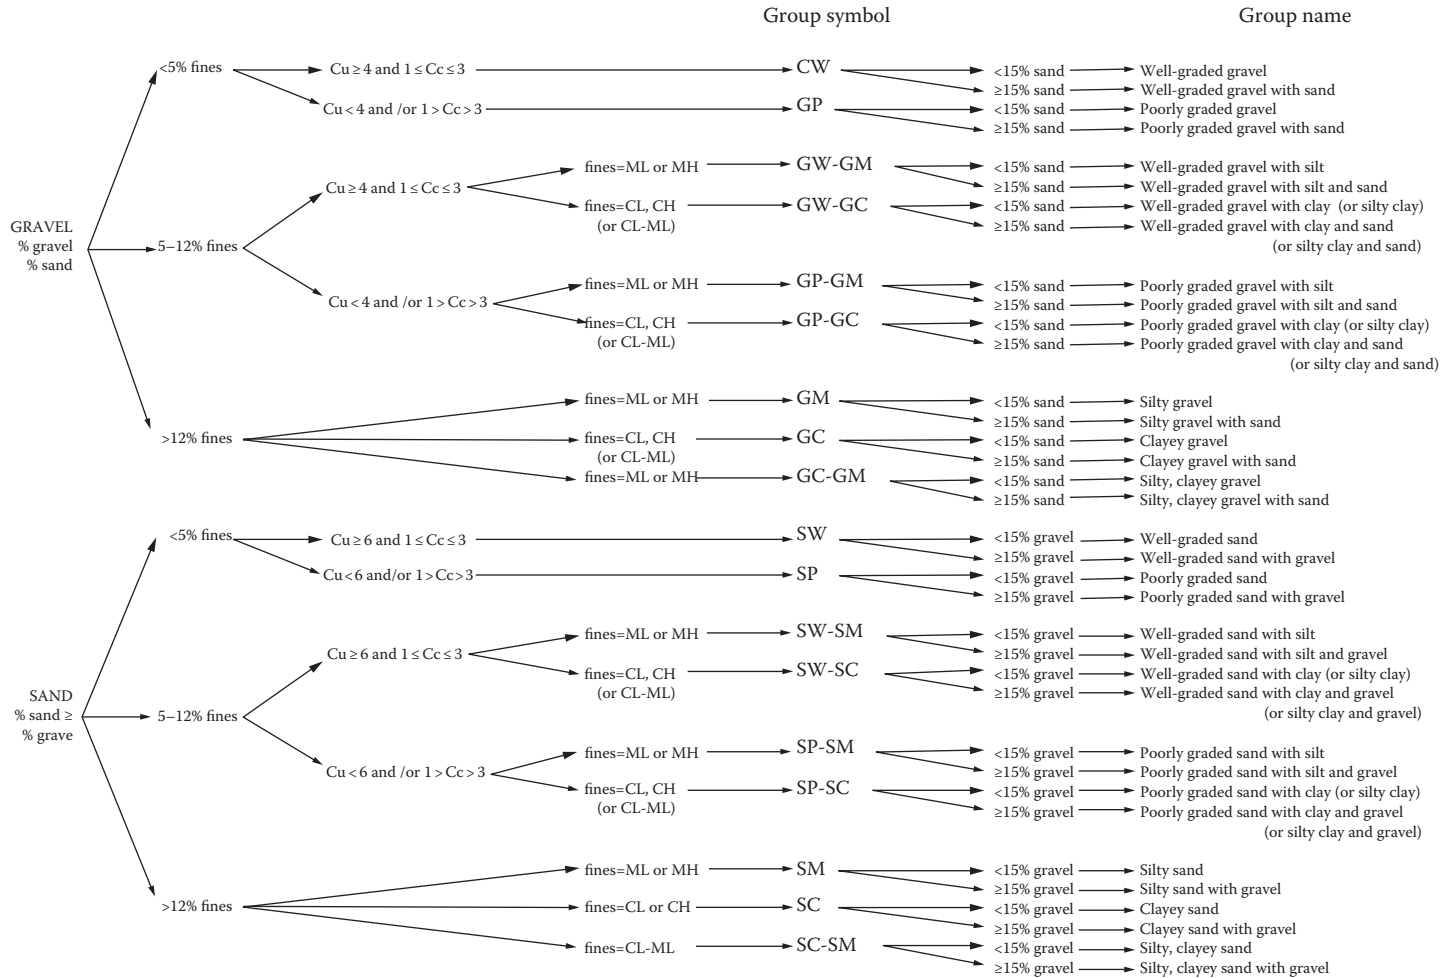 Group symbol Group name
<5% fines Cu ≥ 4 and 1 ≤ Cc ≤ 3 CW <15% sand Well-graded gravel
≥15% sand Well-graded gravel with sand
Cu < 4 and /or 1 > Cc > 3 GP <15% sand Poorly graded gravel
≥15% sand Poorly graded gravel with sand
fines=ML or MH GW-GM <15% sand Well-graded gravel with silt
Cu ≥ 4 and 1 ≤ Cc ≤ 3 ≥15% sand Well-graded gravel with silt and sand
fines=CL, CH GW-GC <15% sand Well-graded gravel with clay (or silty clay)
GRAVEL (or CL-ML) ≥15% sand Well-graded gravel with clay and sand
% gravel 5–12% fines (or silty clay and sand)
% sand
fines=ML or MH GP-GM <15% sand Poorly graded gravel with silt
Cu < 4 and /or 1 > Cc > 3 ≥15% sand Poorly graded gravel with silt and sand
fines=CL, CH GP-GC <15% sand Poorly graded gravel with clay (or silty clay)
(or CL-ML) ≥15% sand Poorly graded gravel with clay and sand
(or silty clay and sand)
fines=ML or MH GM <15% sand Silty gravel
≥15% sand Silty gravel with sand
>12% fines fines=CL, CH GC <15% sand Clayey gravel
(or CL-ML) ≥15% sand Clayey gravel with sand
fines=ML or MH GC-GM <15% sand Silty, clayey gravel
≥15% sand Silty, clayey gravel with sand
<5% fines Cu ≥ 6 and 1 ≤ Cc ≤ 3 SW <15% gravel Well-graded sand
≥15% gravel Well-graded sand with gravel
Cu < 6 and/or 1 > Cc > 3 SP <15% gravel Poorly graded sand
≥15% gravel Poorly graded sand with gravel
fines=ML or MH SW-SM <15% gravel Well-graded sand with silt
Cu ≥ 6 and 1 ≤ Cc ≤ 3 ≥15% gravel Well-graded sand with silt and gravel
fines=CL, CH SW-SC <15% gravel Well-graded sand with clay (or silty clay)
SAND (or CL-ML) ≥15% gravel Well-graded sand with clay and gravel
% sand ≥ 5–12% fines (or silty clay and gravel)
% grave
fines=ML or MH SP-SM <15% gravel Poorly graded sand with silt
Cu < 6 and /or 1 > Cc > 3 ≥15% gravel Poorly graded sand with silt and gravel
fines=CL, CH SP-SC <15% gravel Poorly graded sand with clay (or silty clay)
(or CL-ML) ≥15% gravel Poorly graded sand with clay and gravel
(or silty clay and gravel)
fines=ML or MH SM <15% gravel Silty sand
≥15% gravel Silty sand with gravel
>12% fines fines=CL or CH SC <15% gravel Clayey sand
≥15% gravel Clayey sand with gravel
fines=CL-ML SC-SM <15% gravel Silty, clayey sand
≥15% gravel Silty, clayey sand with gravel